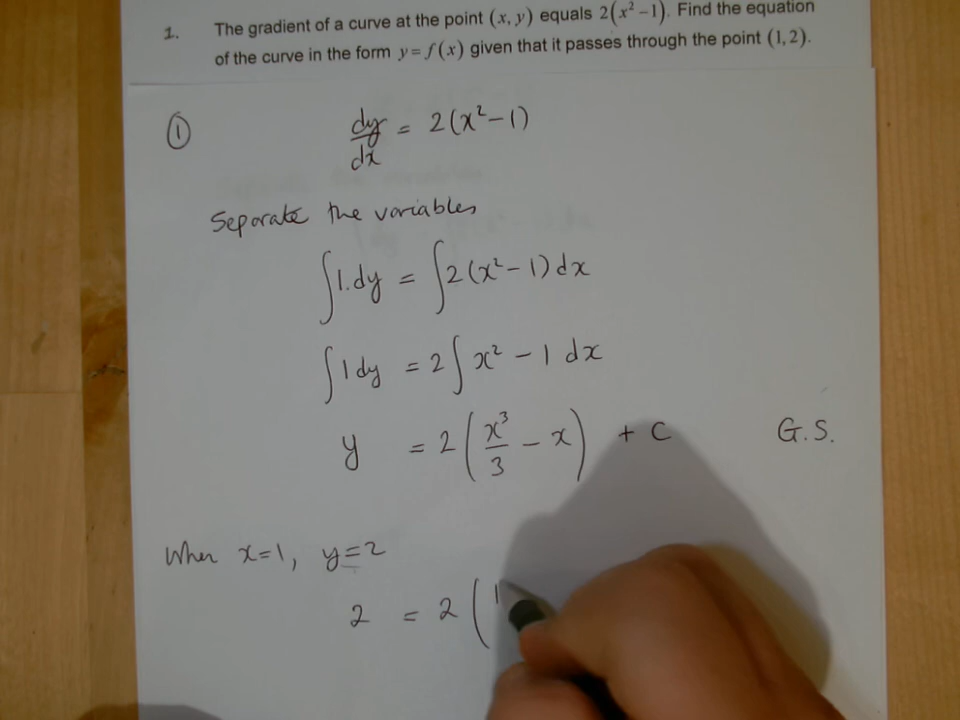 1. The gradient of a curve at the point (x, y) equals 2(x² − 1). Find the equation
of the curve in the form y = f(x) given that it passes through the point (1, 2).
① dy/dx = 2(x² − 1)
Separate the variables
∫1.dy = ∫2(x² − 1)dx
∫1dy = 2∫x² − 1 dx
y = 2(x³/3 − x) + C G.S.
When x=1, y=2
2 = 2(1